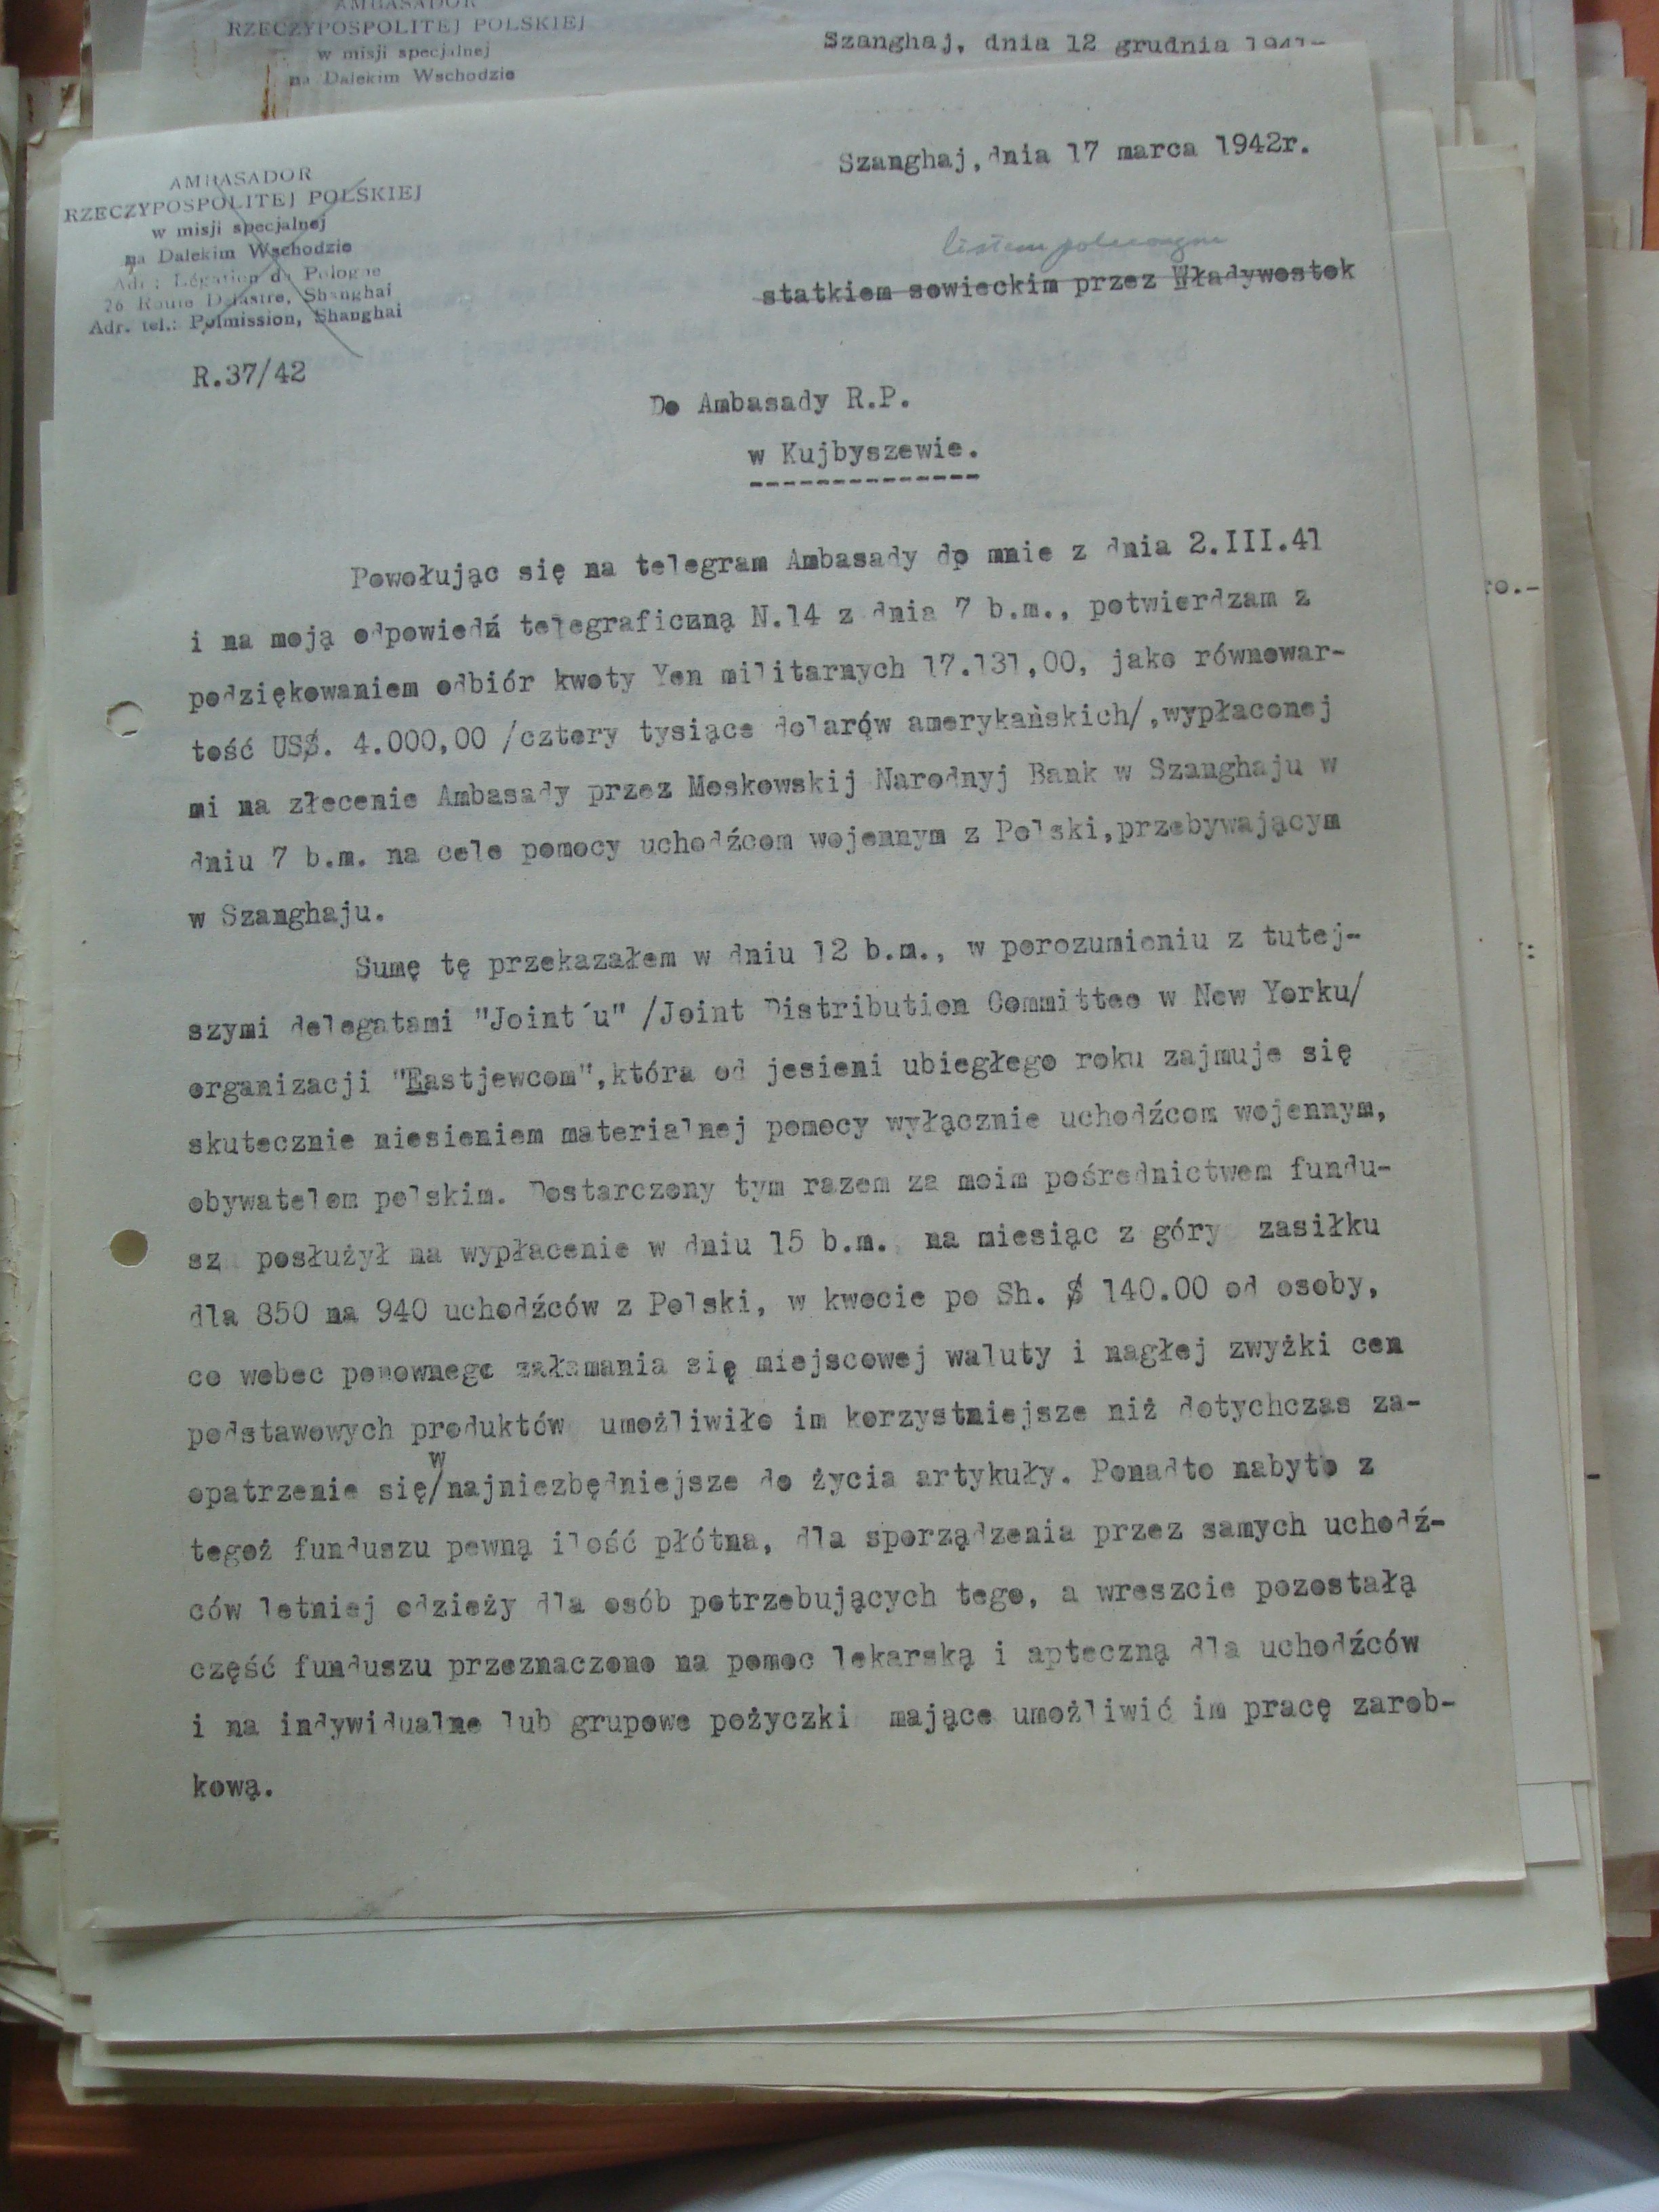 AMBASADOR
RZECZYPOSPOLITEJ POLSKIEJ
w misji specjalnej
na Dalekim Wschodzie
Szanghaj, dnia 12 grudnia 1941
AMBASADOR
RZECZYPOSPOLITEJ POLSKIEJ
w misji specjalnej
na Dalekim Wschodzie
Adr.: Légation de Pologne
26 Route Delastre, Shanghai
Adr. tel.: Polmission, Shanghai
Szanghaj, dnia 17 marca 1942r.
listem poleconym
statkiem sowieckim przez Władywostok
R.37/42
Do Ambasady R.P.
w Kujbyszewie.
Powołując się na telegram Ambasady dp mnie z dnia 2.III.41
i na moją odpowiedź telegraficzną N.14 z dnia 7 b.m., potwierdzam z
podziękowaniem odbiór kwoty Yen militarnych 17.131,00, jako równowar-
tość US$. 4.000,00 /cztery tysiące dolarów amerykańskich/,wypłaconej
mi na złecenie Ambasady przez Moskowskij Narodnyj Bank w Szanghaju w
dniu 7 b.m. na cele pomocy uchodźcom wojennym z Polski,przebywającym
w Szanghaju.
Sumę tę przekazałem w dniu 12 b.m., w porozumieniu z tutej-
szymi delegatami "Joint´u" /Joint Distribution Committee w New Yorku/
organizacji "Eastjewcom",która od jesieni ubiegłego roku zajmuje się
skutecznie niesieniem materialnej pomocy wyłącznie uchodźcom wojennym,
obywatelom polskim. Dostarczony tym razem za moim pośrednictwem fundu-
sz posłużył na wypłacenie w dniu 15 b.m. na miesiąc z góry zasiłku
dla 850 na 940 uchodźców z Polski, w kwocie po Sh. $ 140.00 od osoby,
co wobec ponownego załamania się miejscowej waluty i nagłej zwyżki cen
podstawowych produktów umożliwiło im korzystniejsze niż dotychczas za-
opatrzenie się/w najniezbędniejsze do życia artykuły. Ponadto nabyto z
tegoż funduszu pewną ilość płótna, dla sporządzenia przez samych uchodź-
ców letniej odzieży dla osób potrzebujących tego, a wreszcie pozostałą
część funduszu przeznaczono na pomoc lekarską i apteczną dla uchodźców
i na indywidualne lub grupowe pożyczki mające umożliwić im pracę zarob-
kową.